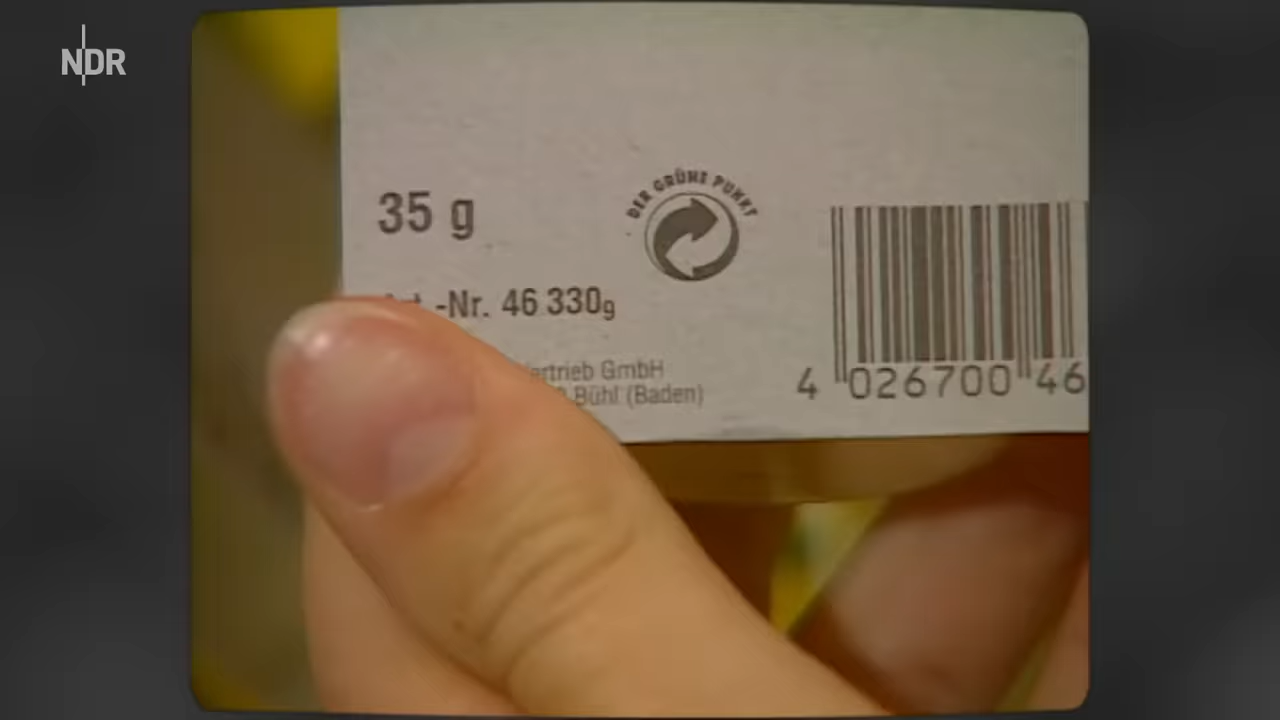 NDR
35 g
DER GRÜNE PUNKT
-Nr. 46 330g
GmbH
Bühl (Baden)
4 026700 46